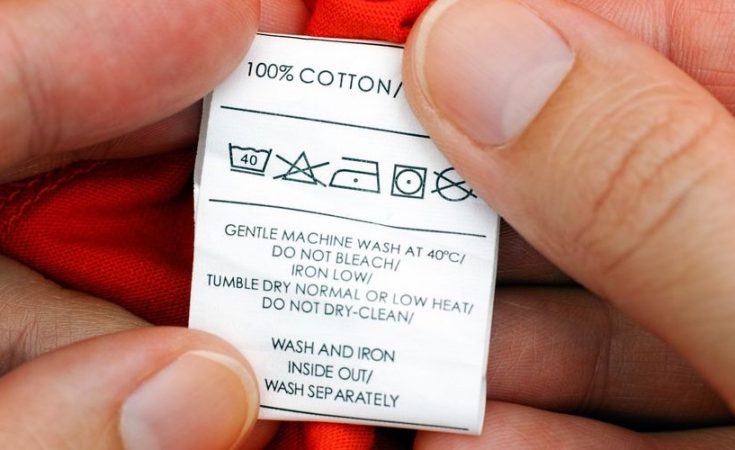 100% COTTON/
40
GENTLE MACHINE WASH AT 40ºC/
DO NOT BLEACH/
IRON LOW/
TUMBLE DRY NORMAL OR LOW HEAT/
DO NOT DRY-CLEAN/
WASH AND IRON
INSIDE OUT/
WASH SEPARATELY